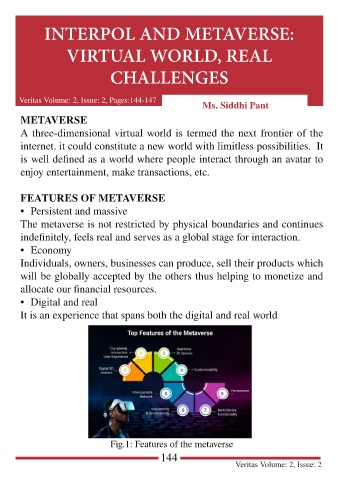 INTERPOL AND METAVERSE:
VIRTUAL WORLD, REAL
CHALLENGES
Veritas Volume: 2, Issue: 2, Pages:144-147
Ms. Siddhi Pant
METAVERSE
A three-dimensional virtual world is termed the next frontier of the
internet. it could constitute a new world with limitless possibilities. It
is well defined as a world where people interact through an avatar to
enjoy entertainment, make transactions, etc.
FEATURES OF METAVERSE
• Persistent and massive
The metaverse is not restricted by physical boundaries and continues
indefinitely, feels real and serves as a global stage for interaction.
• Economy
Individuals, owners, businesses can produce, sell their products which
will be globally accepted by the others thus helping to monetize and
allocate our financial resources.
• Digital and real
It is an experience that spans both the digital and real world
Top Features of the Metaverse
Completely
Immersive
User Experience
Real-time
3D Spaces
Digital/3D
Avatars
Customizability
Interoperable
Network
Persistence
Interactivity
& Synchronicity
Multi-Device
Functionality
Fig.1: Features of the metaverse
144
Veritas Volume: 2, Issue: 2